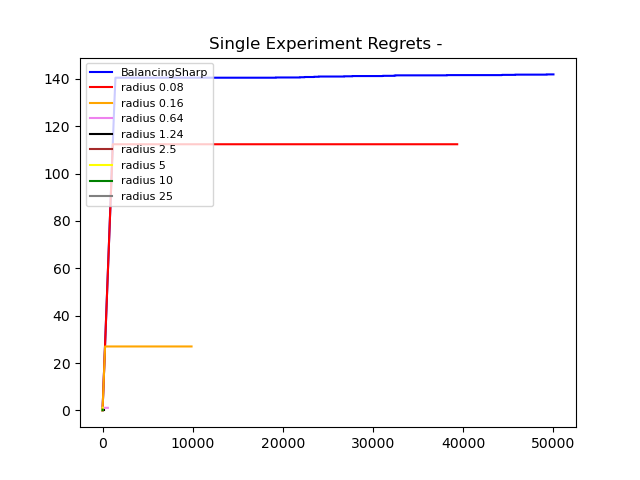 Single Experiment Regrets -
BalancingSharp
radius 0.08
radius 0.16
radius 0.64
radius 1.24
radius 2.5
radius 5
radius 10
radius 25
140
120
100
80
60
40
20
0
0 10000 20000 30000 40000 50000